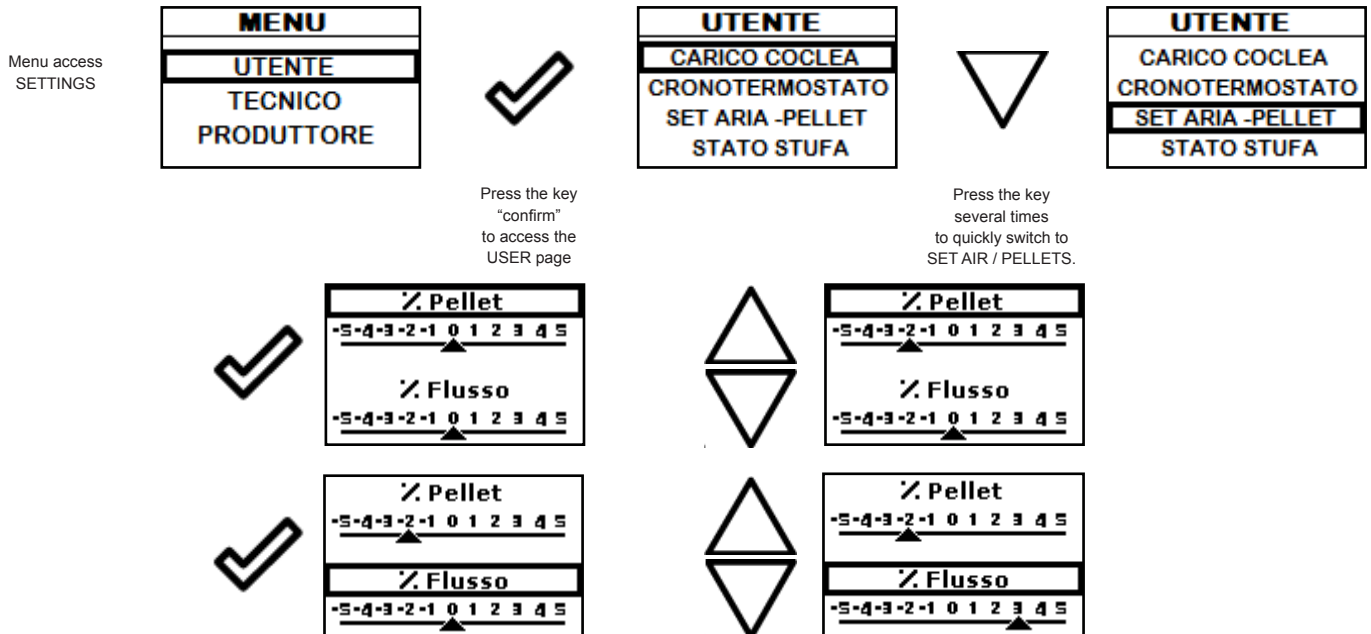 Menu access
SETTINGS
MENU
UTENTE
TECNICO
PRODUTTORE
UTENTE
CARICO COCLEA
CRONOTERMOSTATO
SET ARIA -PELLET
STATO STUFA
UTENTE
CARICO COCLEA
CRONOTERMOSTATO
SET ARIA -PELLET
STATO STUFA
Press the key
“confirm”
to access the
USER page
Press the key
several times
to quickly switch to
SET AIR / PELLETS.
% Pellet
-5-4-3-2-1 0 1 2 3 4 5
% Flusso
-5-4-3-2-1 0 1 2 3 4 5
% Pellet
-5-4-3-2-1 0 1 2 3 4 5
% Flusso
-5-4-3-2-1 0 1 2 3 4 5
% Pellet
-5-4-3-2-1 0 1 2 3 4 5
% Flusso
-5-4-3-2-1 0 1 2 3 4 5
% Pellet
-5-4-3-2-1 0 1 2 3 4 5
% Flusso
-5-4-3-2-1 0 1 2 3 4 5